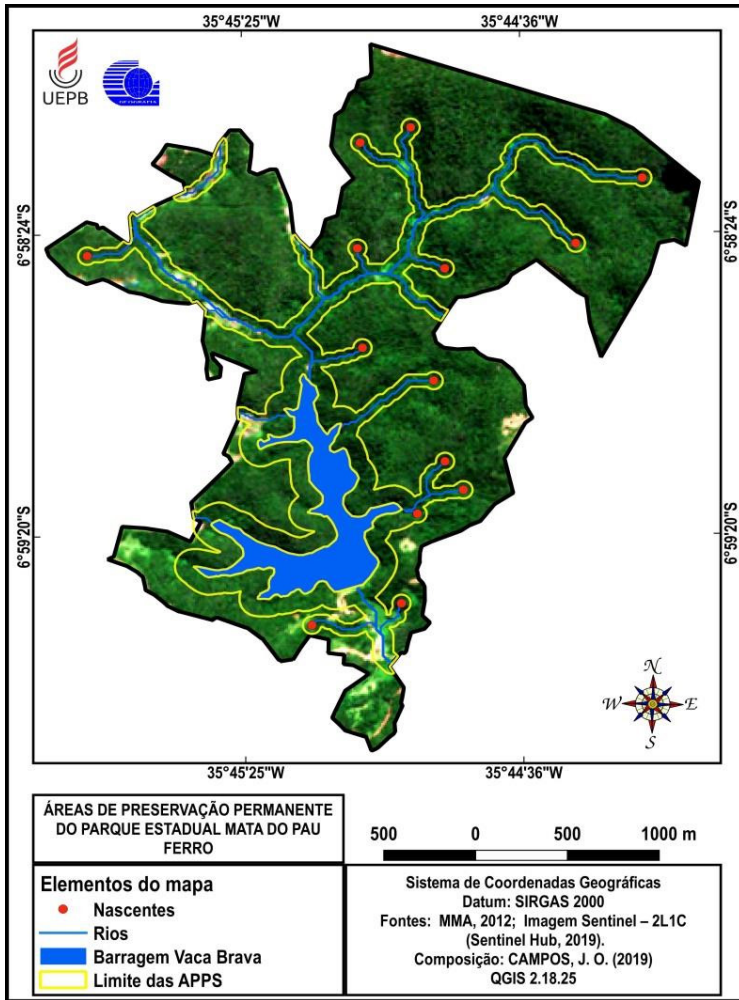 35°45'25"W 35°44'36"W
UEPB
GEOGRAFIA
6°58'24"S 6°58'24"S
6°59'20"S 6°59'20"S
N
W E
S
35°45'25"W 35°44'36"W
ÁREAS DE PRESERVAÇÃO PERMANENTE
DO PARQUE ESTADUAL MATA DO PAU
FERRO
500 0 500 1000 m
Elementos do mapa
Nascentes
Rios
Barragem Vaca Brava
Limite das APPS
Sistema de Coordenadas Geográficas
Datum: SIRGAS 2000
Fontes: MMA, 2012; Imagem Sentinel – 2L1C
(Sentinel Hub, 2019).
Composição: CAMPOS, J. O. (2019)
QGIS 2.18.25